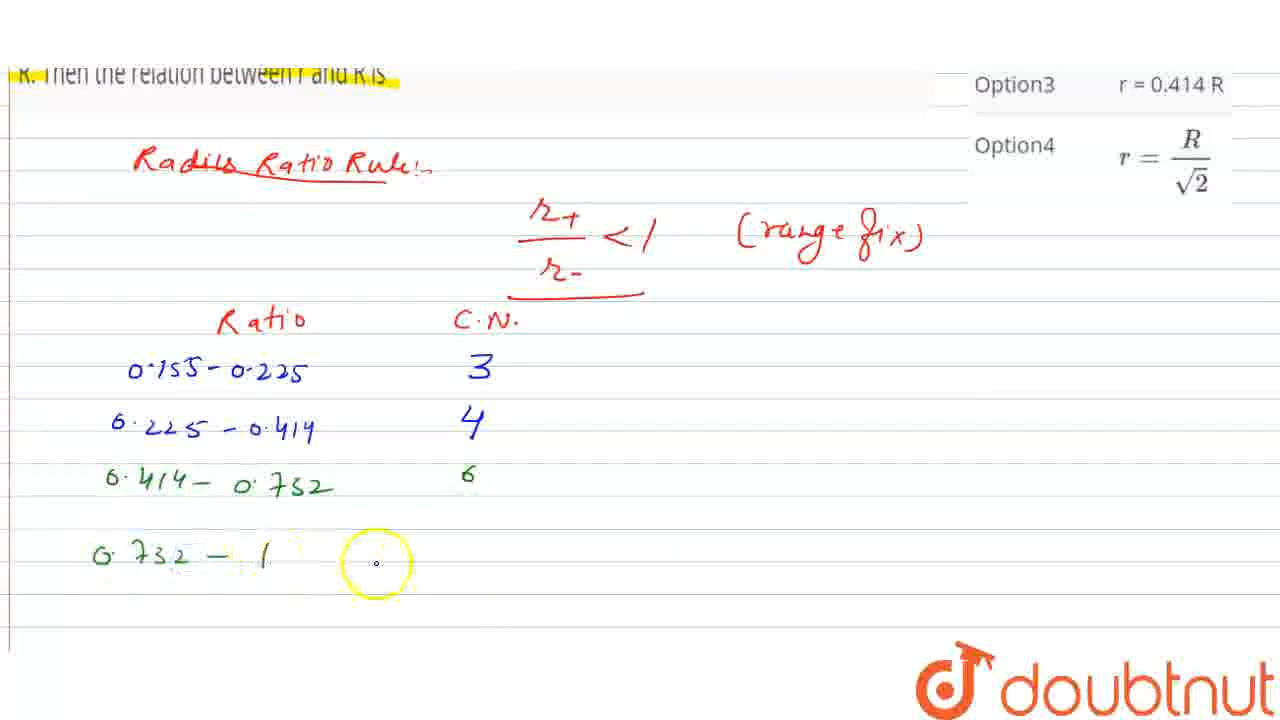 R. Then the relation between r and R is
Option3 r = 0.414 R
Option4 r = R/√2
Radius Ratio Rule:-
r+/r- < 1 (range fix)
Ratio C.N.
0.155 - 0.225 3
0.225 - 0.414 4
0.414 - 0.732 6
0.732 - 1
doubtnut